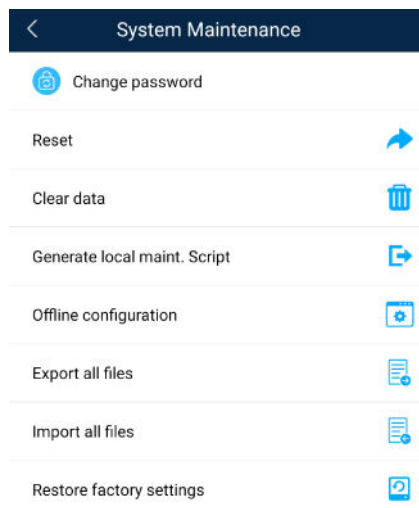 System Maintenance
Change password
Reset
Clear data
Generate local maint. Script
Offline configuration
Export all files
Import all files
Restore factory settings